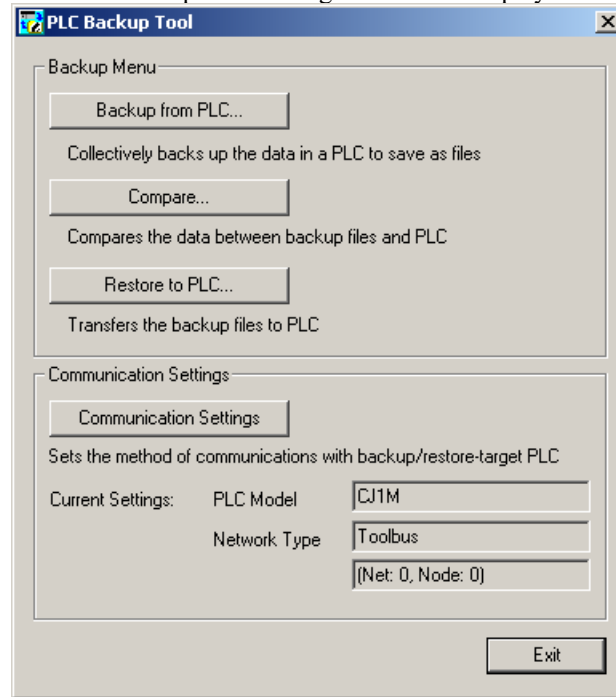 PLC Backup Tool
Backup Menu
Backup from PLC...
Collectively backs up the data in a PLC to save as files
Compare...
Compares the data between backup files and PLC
Restore to PLC...
Transfers the backup files to PLC
Communication Settings
Communication Settings
Sets the method of communications with backup/restore-target PLC
Current Settings: PLC Model CJ1M
Network Type Toolbus
(Net: 0, Node: 0)
Exit